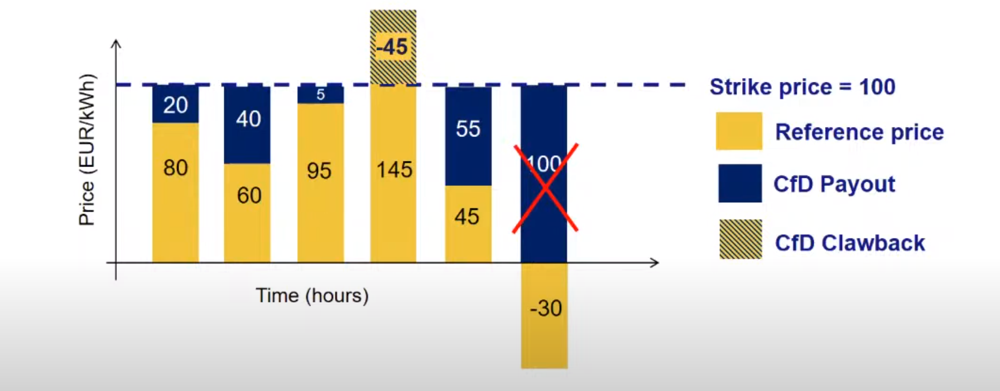 -45
20
40
5
55
100
80
60
95
145
45
-30
Price (EUR/kWh)
Time (hours)
Strike price = 100
Reference price
CfD Payout
CfD Clawback